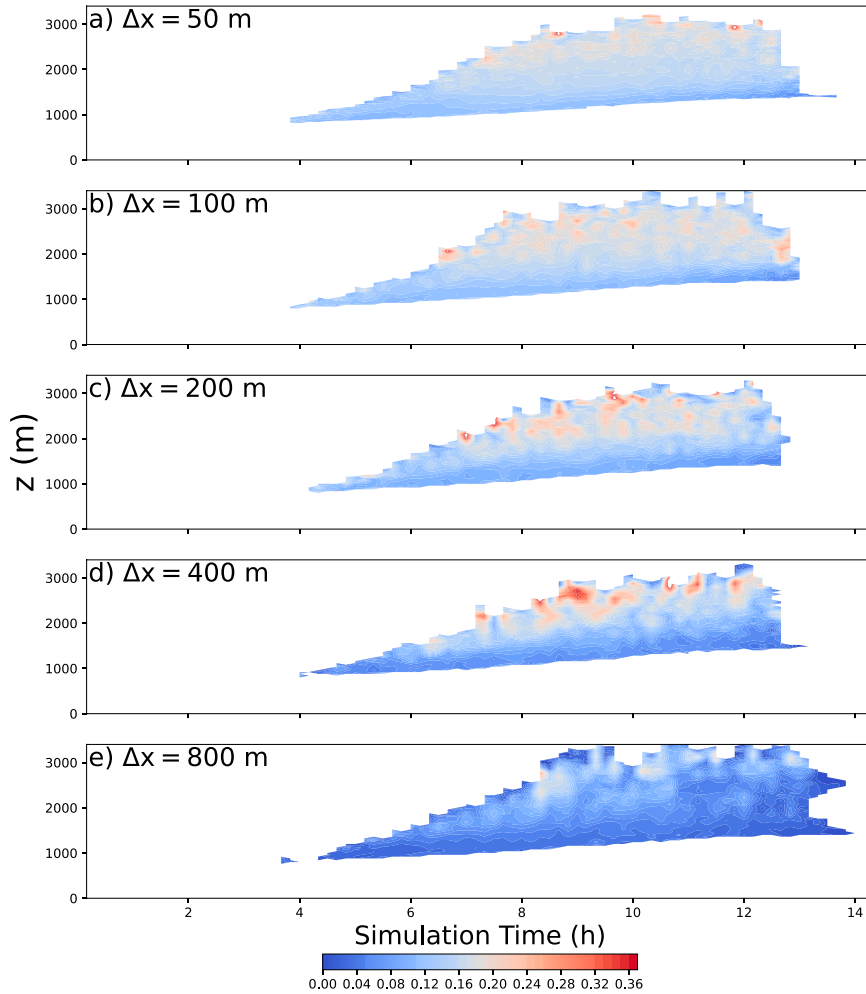 a) Δx = 50 m
3000
2000
1000
0
b) Δx = 100 m
3000
2000
1000
0
c) Δx = 200 m
3000
2000
1000
0
z (m)
d) Δx = 400 m
3000
2000
1000
0
e) Δx = 800 m
3000
2000
1000
0
2 4 6 8 10 12 14
Simulation Time (h)
0.00 0.04 0.08 0.12 0.16 0.20 0.24 0.28 0.32 0.36